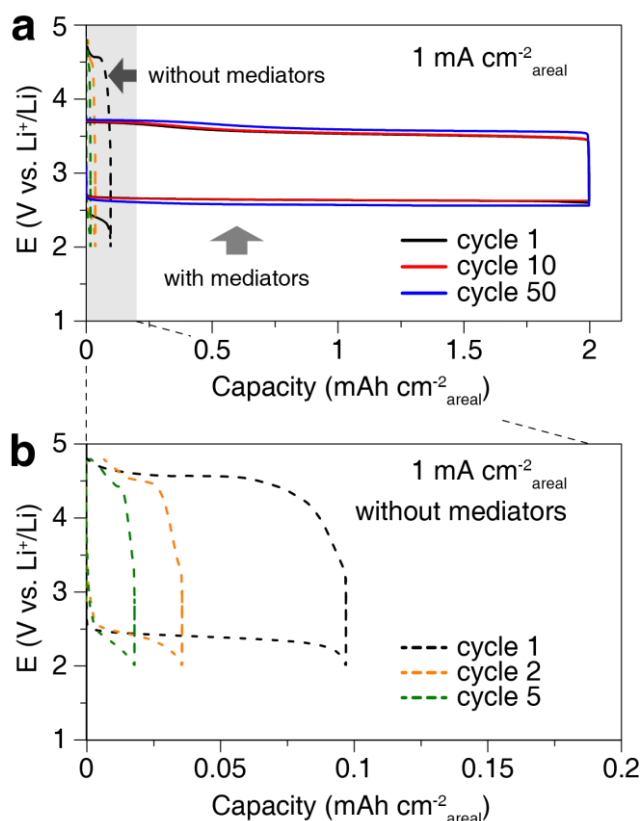 a
5
4
3
2
1
E (V vs. Li⁺/Li)
1 mA cm⁻²areal
without mediators
with mediators
cycle 1
cycle 10
cycle 50
0
0.5
1
1.5
2
Capacity (mAh cm⁻²areal)
b
5
4
3
2
1
E (V vs. Li⁺/Li)
1 mA cm⁻²areal
without mediators
cycle 1
cycle 2
cycle 5
0
0.05
0.1
0.15
0.2
Capacity (mAh cm⁻²areal)